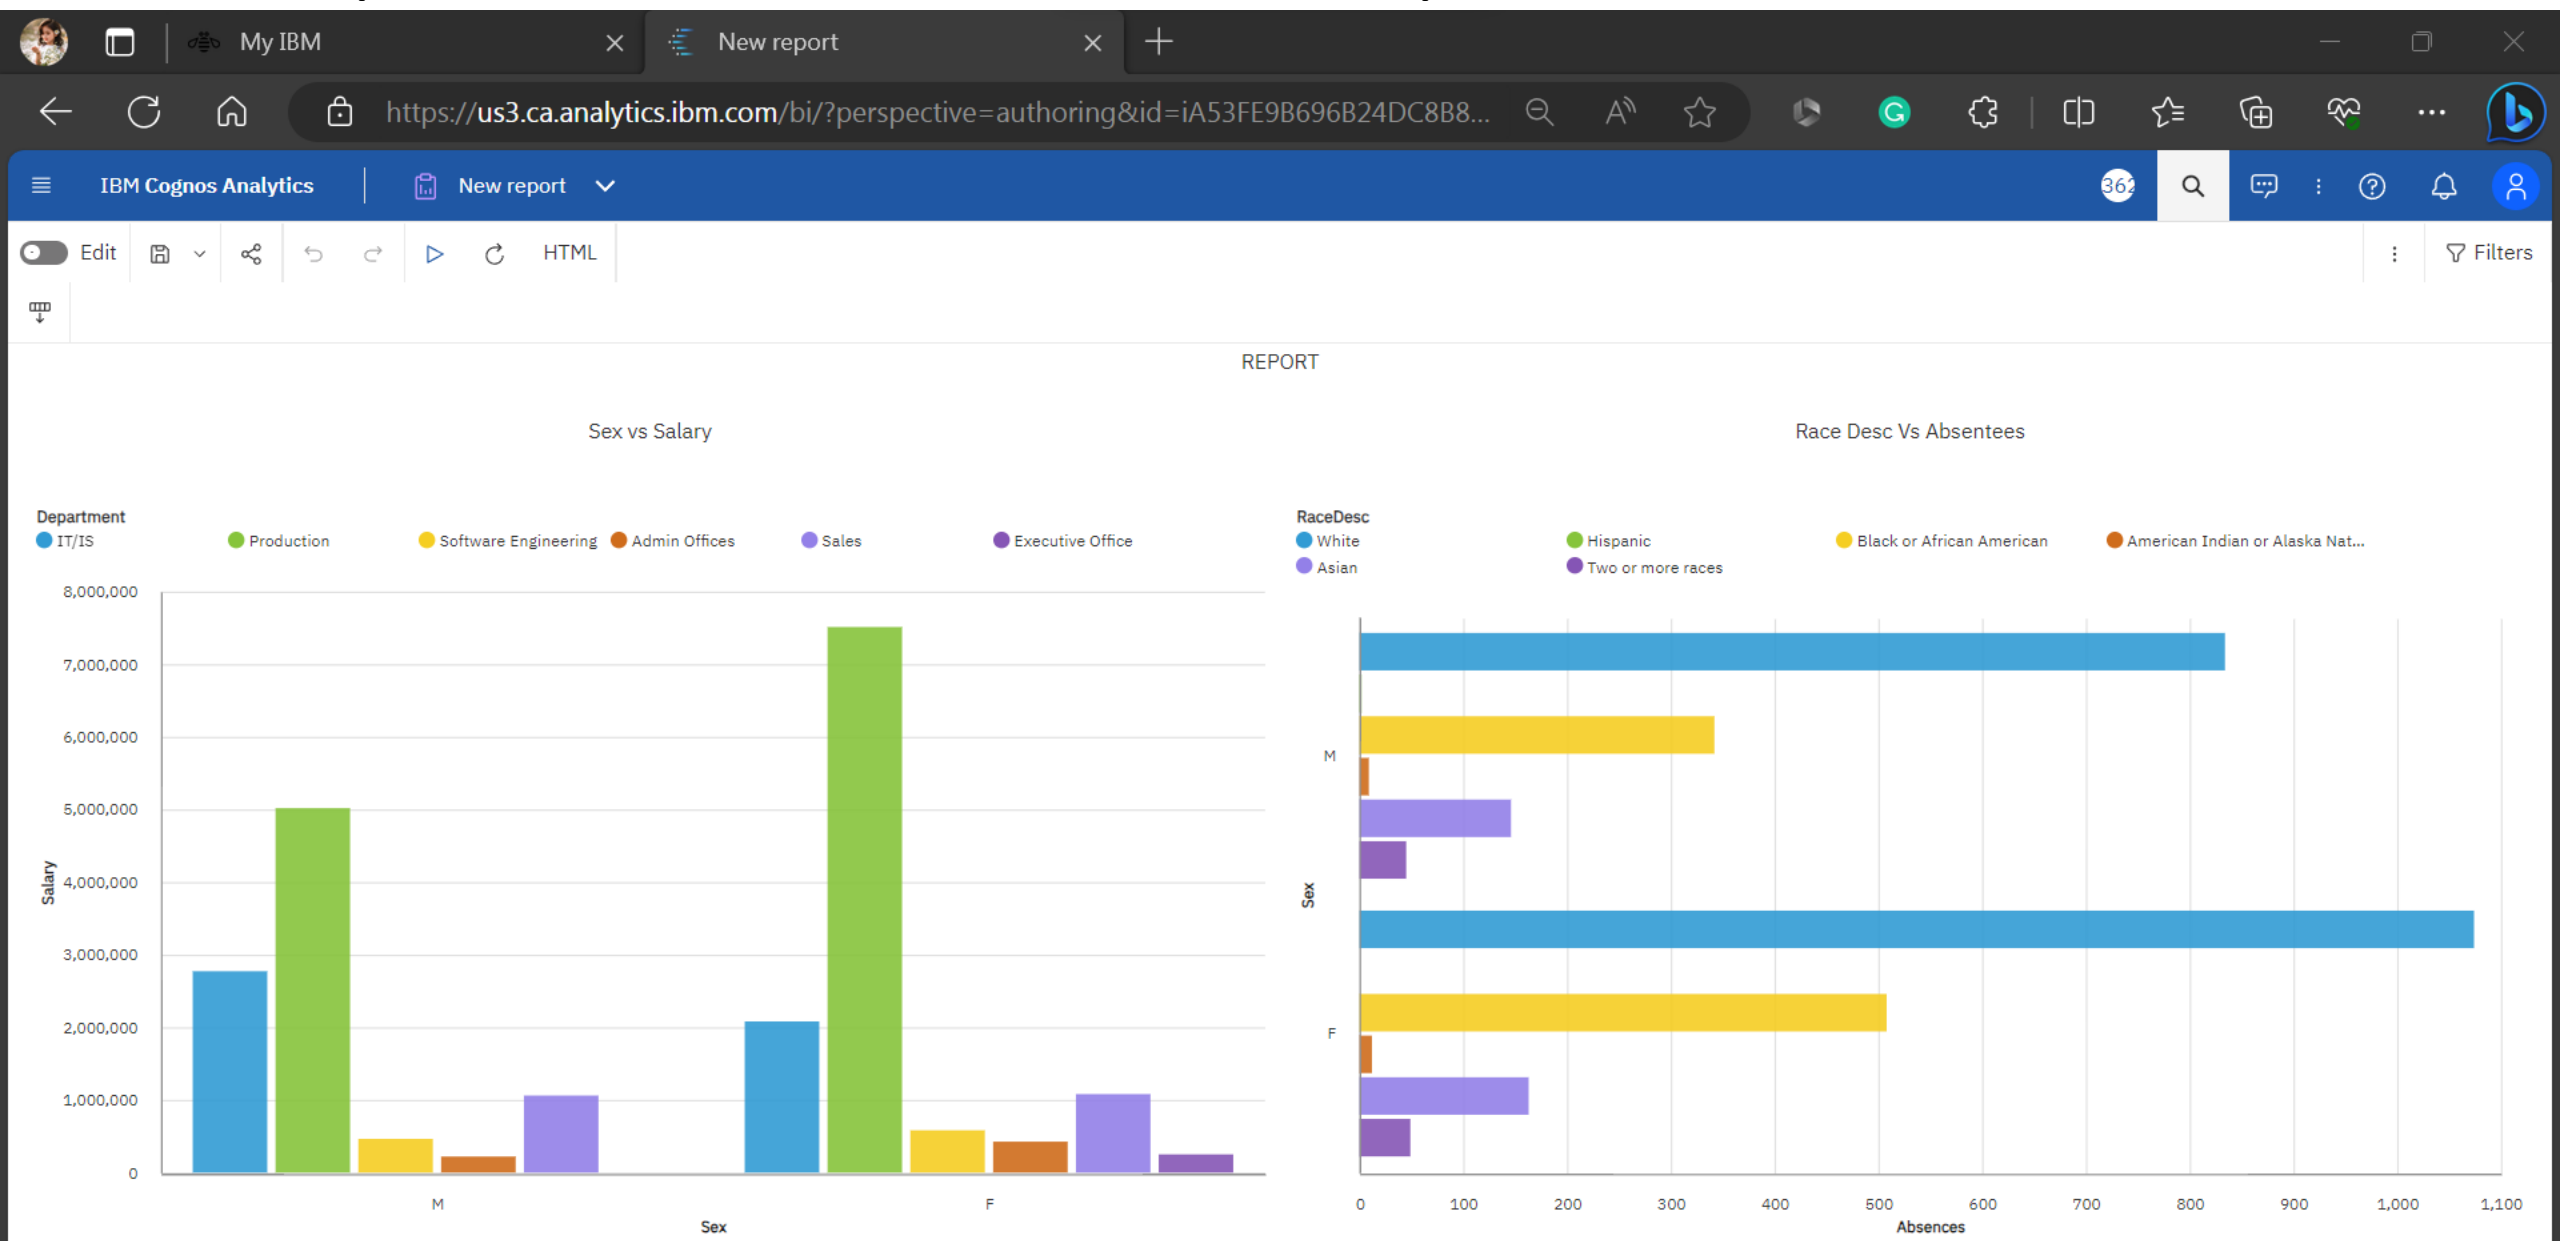 My IBM
New report
https://us3.ca.analytics.ibm.com/bi/?perspective=authoring&id=iA53FE9B696B24DC8B8...
IBM Cognos Analytics
New report
362
Edit
HTML
Filters
REPORT
Sex vs Salary
Department
IT/IS Production Software Engineering Admin Offices Sales Executive Office
8,000,000
7,000,000
6,000,000
5,000,000
4,000,000
3,000,000
2,000,000
1,000,000
0
Salary
M F
Sex
Race Desc Vs Absentees
RaceDesc
White Hispanic Black or African American American Indian or Alaska Nat...
Asian Two or more races
M
F
Sex
0 100 200 300 400 500 600 700 800 900 1,000 1,100
Absences